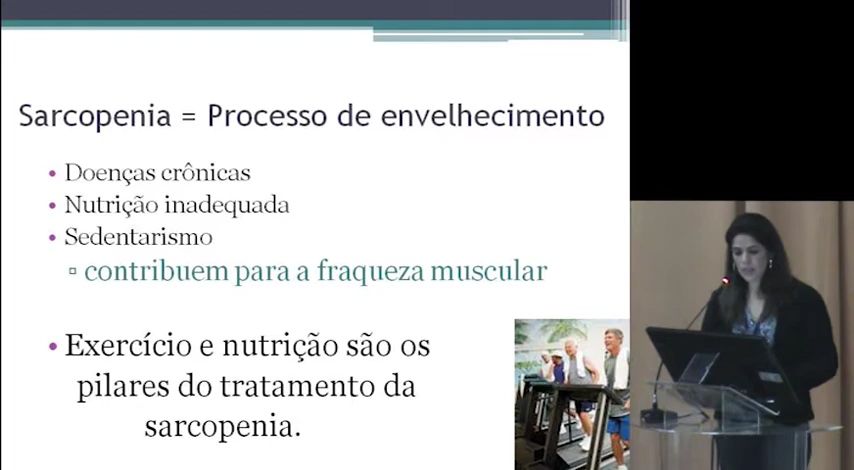 Sarcopenia = Processo de envelhecimento
• Doenças crônicas
• Nutrição inadequada
• Sedentarismo
▫ contribuem para a fraqueza muscular
• Exercício e nutrição são os
pilares do tratamento da
sarcopenia.